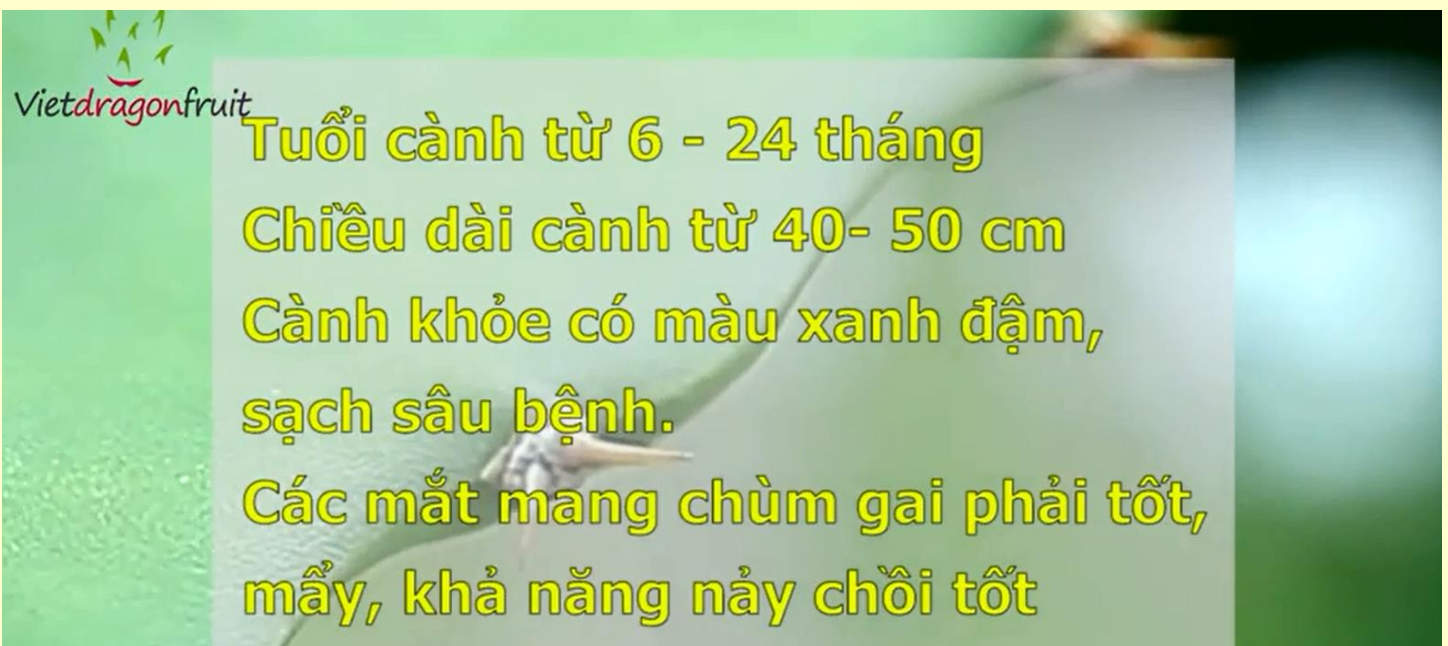 Vietdragonfruit
Tuổi cành từ 6 - 24 tháng
Chiều dài cành từ 40- 50 cm
Cành khỏe có màu xanh đậm,
sạch sâu bệnh.
Các mắt mang chùm gai phải tốt,
mẩy, khả năng nảy chồi tốt